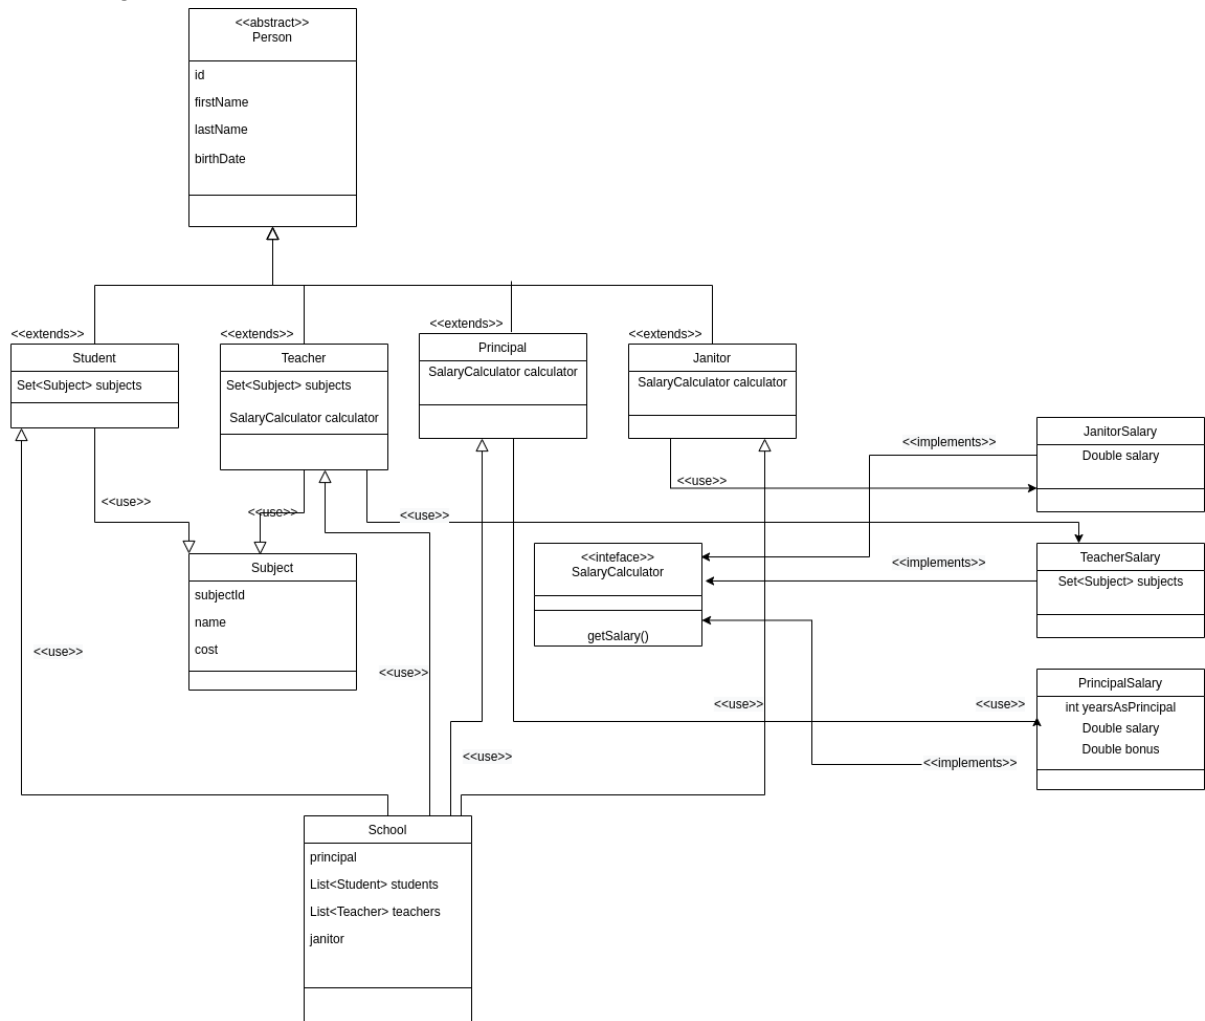 <<abstract>>
Person
id
firstName
lastName
birthDate
<<extends>>
Student
Set<Subject> subjects
<<extends>>
Teacher
Set<Subject> subjects
SalaryCalculator calculator
<<extends>>
Principal
SalaryCalculator calculator
<<extends>>
Janitor
SalaryCalculator calculator
<<implements>>
JanitorSalary
Double salary
<<use>>
<<use>>
<<use>>
<<use>>
Subject
subjectId
name
cost
<<inteface>>
SalaryCalculator
getSalary()
<<implements>>
TeacherSalary
Set<Subject> subjects
<<use>>
<<use>>
<<use>>
<<use>>
<<use>>
PrincipalSalary
int yearsAsPrincipal
Double salary
Double bonus
<<implements>>
School
principal
List<Student> students
List<Teacher> teachers
janitor